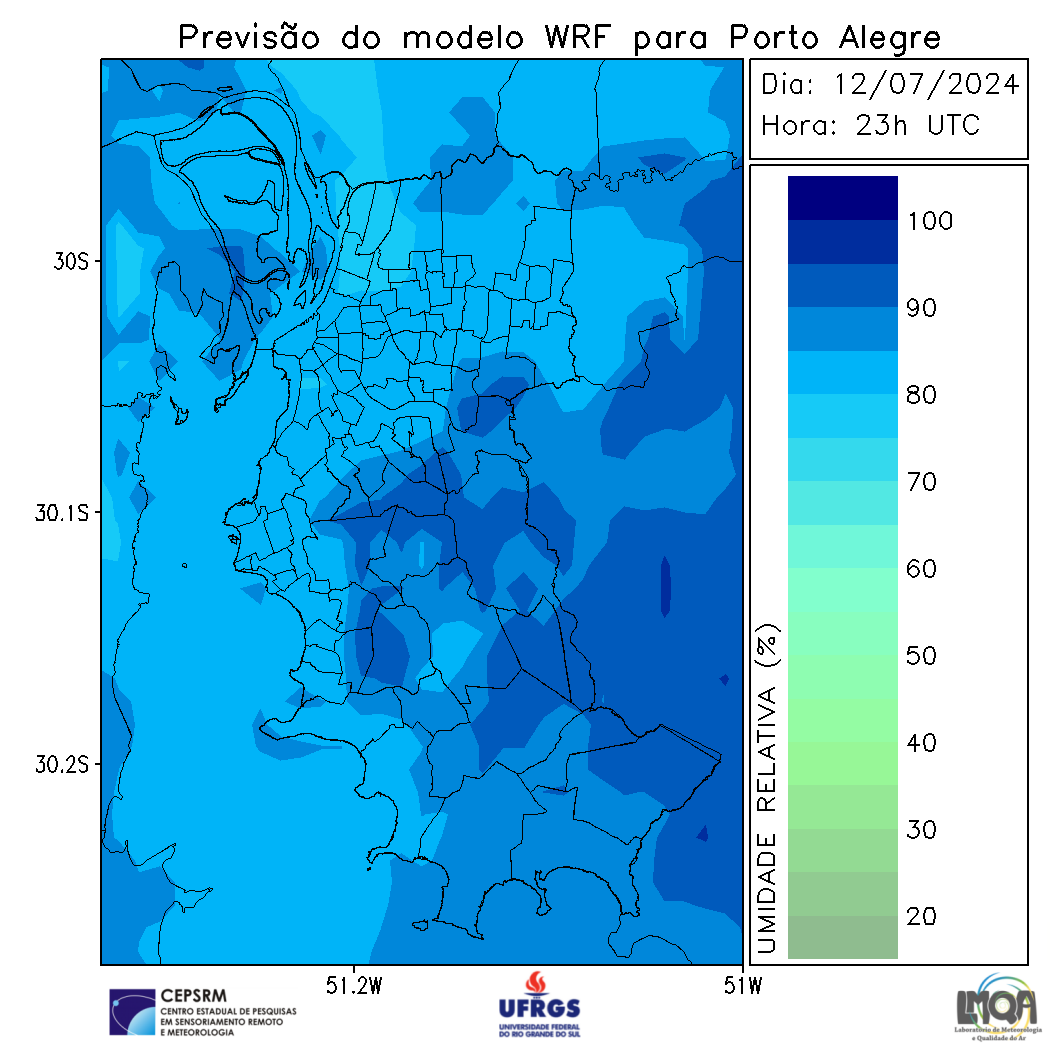 Previsão do modelo WRF para Porto Alegre
Dia: 12/07/2024
Hora: 23h UTC
30S
30.1S
30.2S
51.2W
51W
100
90
80
70
60
50
40
30
20
UMIDADE RELATIVA (%)
CEPSRM
CENTRO ESTADUAL DE PESQUISAS
EM SENSORIAMENTO REMOTO
E METEOROLOGIA
UFRGS
UNIVERSIDADE FEDERAL
DO RIO GRANDE DO SUL
LMQA
Laboratório de Meteorologia
e Qualidade do Ar